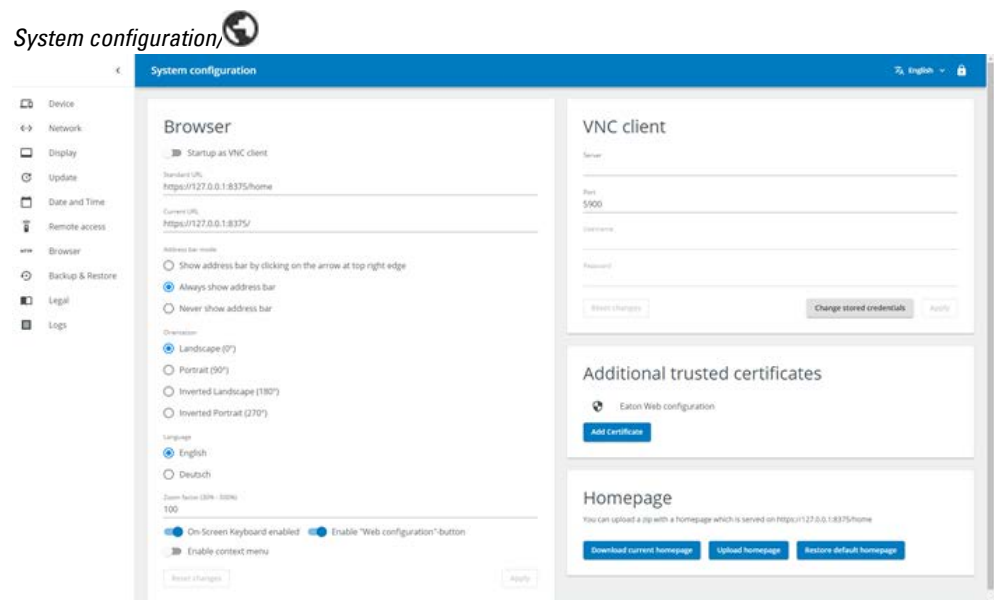 System configuration/
System configuration
English
Device
Network
Display
Update
Date and Time
Remote access
Browser
Backup & Restore
Legal
Logs
Browser
Startup as VNC client
Standard URL
https://127.0.0.1:8375/home
Current URL
https://127.0.0.1:8375/
Address bar mode
Show address bar by clicking on the arrow at top right edge
Always show address bar
Never show address bar
Orientation
Landscape (0°)
Portrait (90°)
Inverted Landscape (180°)
Inverted Portrait (270°)
Language
English
Deutsch
Zoom factor (30% - 300%)
100
On-Screen Keyboard enabled
Enable "Web configuration"-button
Enable context menu
Reset changes
Apply
VNC client
Server
Port
5900
Username
Password
Reset changes
Change stored credentials
Apply
Additional trusted certificates
Eaton Web configuration
Add Certificate
Homepage
You can upload a zip with a homepage which is served on https://127.0.0.1:8375/home
Download current homepage
Upload homepage
Restore default homepage